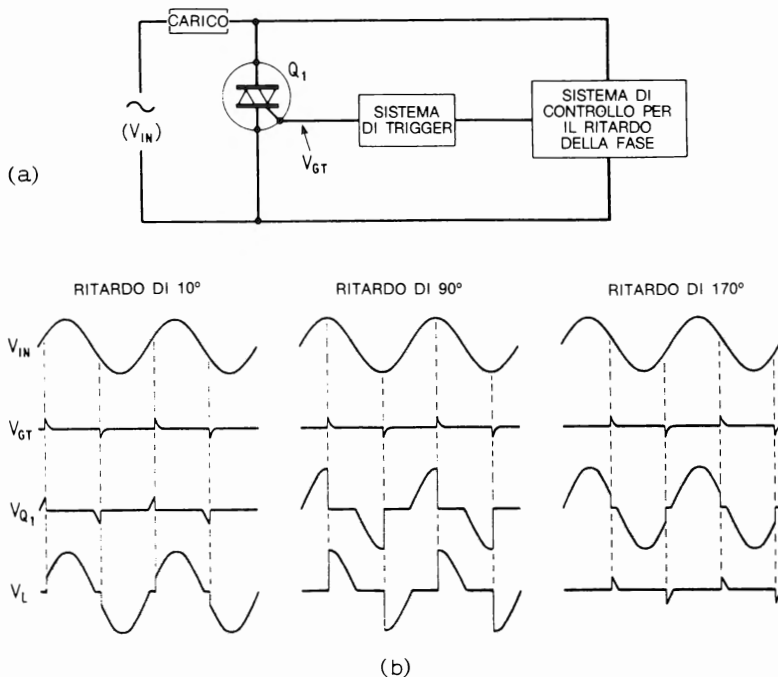 CARICO
Q1
(VIN)
VGT
SISTEMA
DI TRIGGER
SISTEMA DI
CONTROLLO PER
IL RITARDO
DELLA FASE
(a)
RITARDO DI 10°
RITARDO DI 90°
RITARDO DI 170°
VIN
VGT
VQ1
VL
(b)